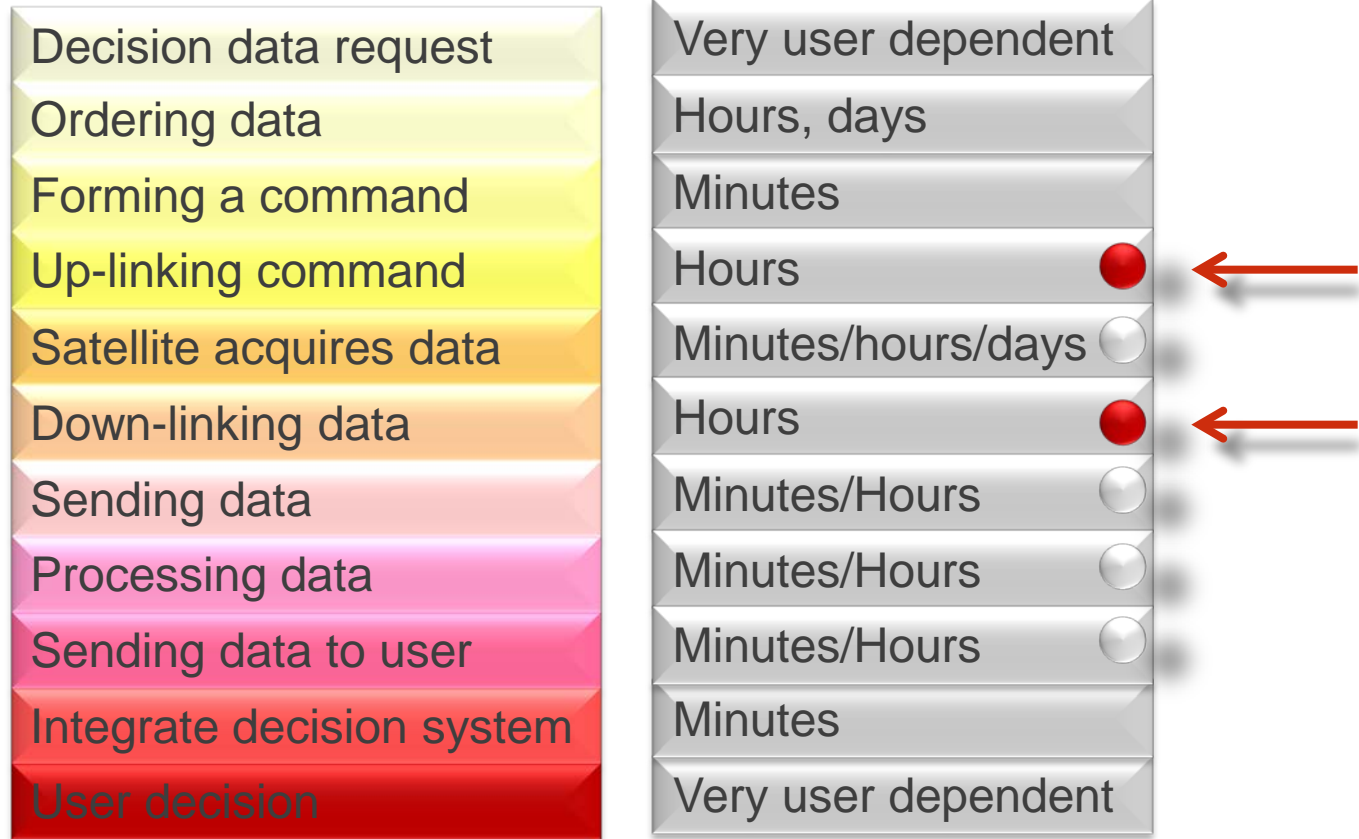 Decision data request
Very user dependent
Ordering data
Hours, days
Forming a command
Minutes
Up-linking command
Hours
Satellite acquires data
Minutes/hours/days
Down-linking data
Hours
Sending data
Minutes/Hours
Processing data
Minutes/Hours
Sending data to user
Minutes/Hours
Integrate decision system
Minutes
User decision
Very user dependent